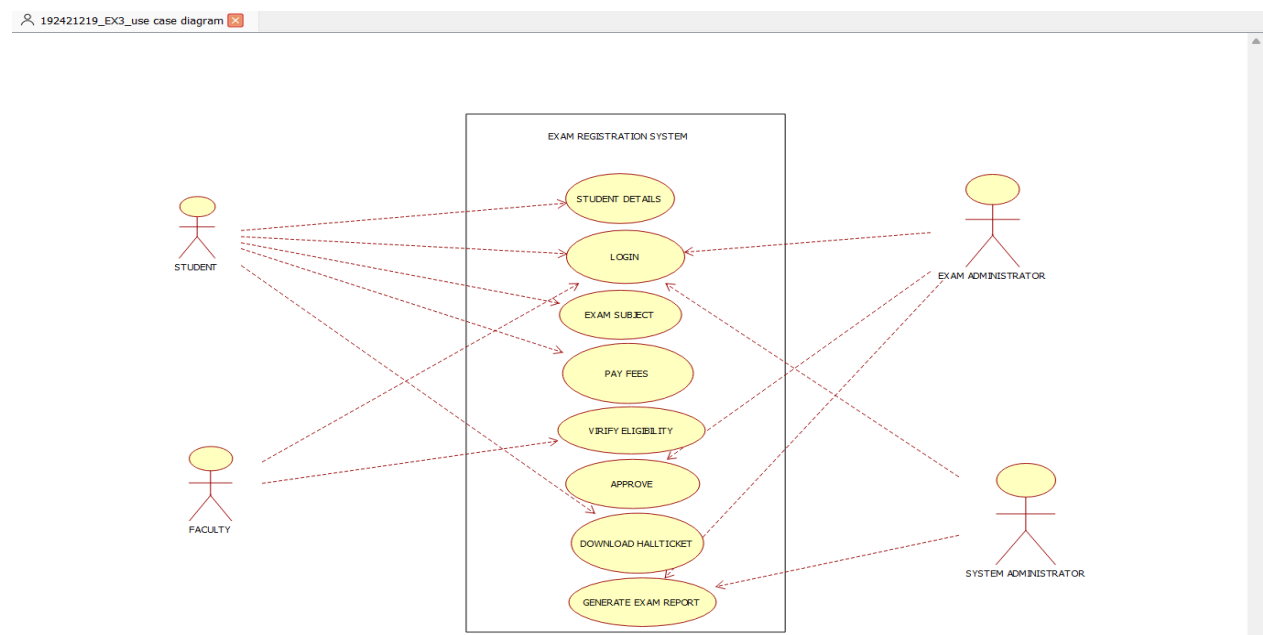 192421219_EX3_use case diagram
EXAM REGISTRATION SYSTEM
STUDENT DETAILS
STUDENT
LOGIN
EXAM ADMINISTRATOR
EXAM SUBJECT
PAY FEES
VIRIFY ELIGIBILITY
APPROVE
FACULTY
DOWNLOAD HALLTICKET
SYSTEM ADMINISTRATOR
GENERATE EXAM REPORT